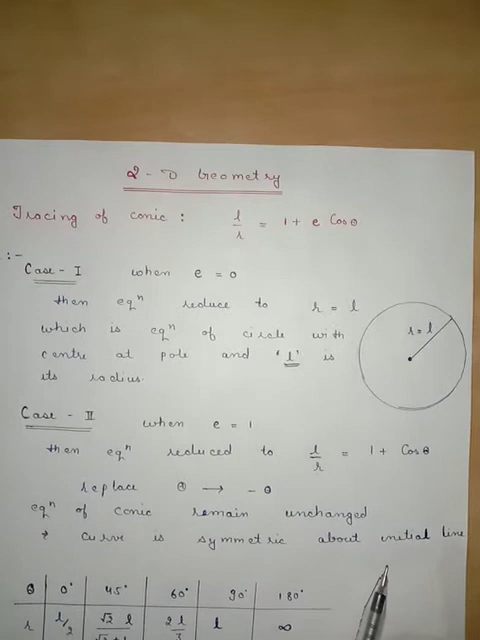 2 - D Geometry
Tracing of conic : l/r = 1 + e Cosθ
:-
Case - I when e = 0
then eqⁿ reduce to r = l
which is eqⁿ of circle with
centre at pole and 'l' is
its radius.
r = l
Case - II when e = 1
then eqⁿ reduced to l/r = 1 + Cosθ
replace θ → - θ
eqⁿ of conic remain unchanged
→ curve is symmetric about initial line
θ 0° 45° 60° 90° 180°
r l/2 √2 l / √2 + 1 2l/3 l ∞